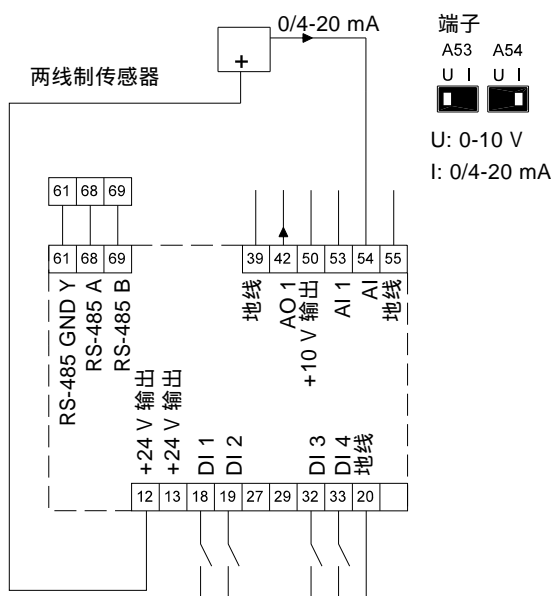 0/4-20 mA
端子
A53 A54
U I U I
两线制传感器
+
U: 0-10 V
I: 0/4-20 mA
61 68 69
61 68 69
39 42 50 53 54 55
RS-485 GND Y
RS-485 A
RS-485 B
地线
AO 1
+10 V 输出
AI 1
AI
地线
+24 V 输出
+24 V 输出
DI 1
DI 2
DI 3
DI 4
地线
12 13 18 19 27 29 32 33 20